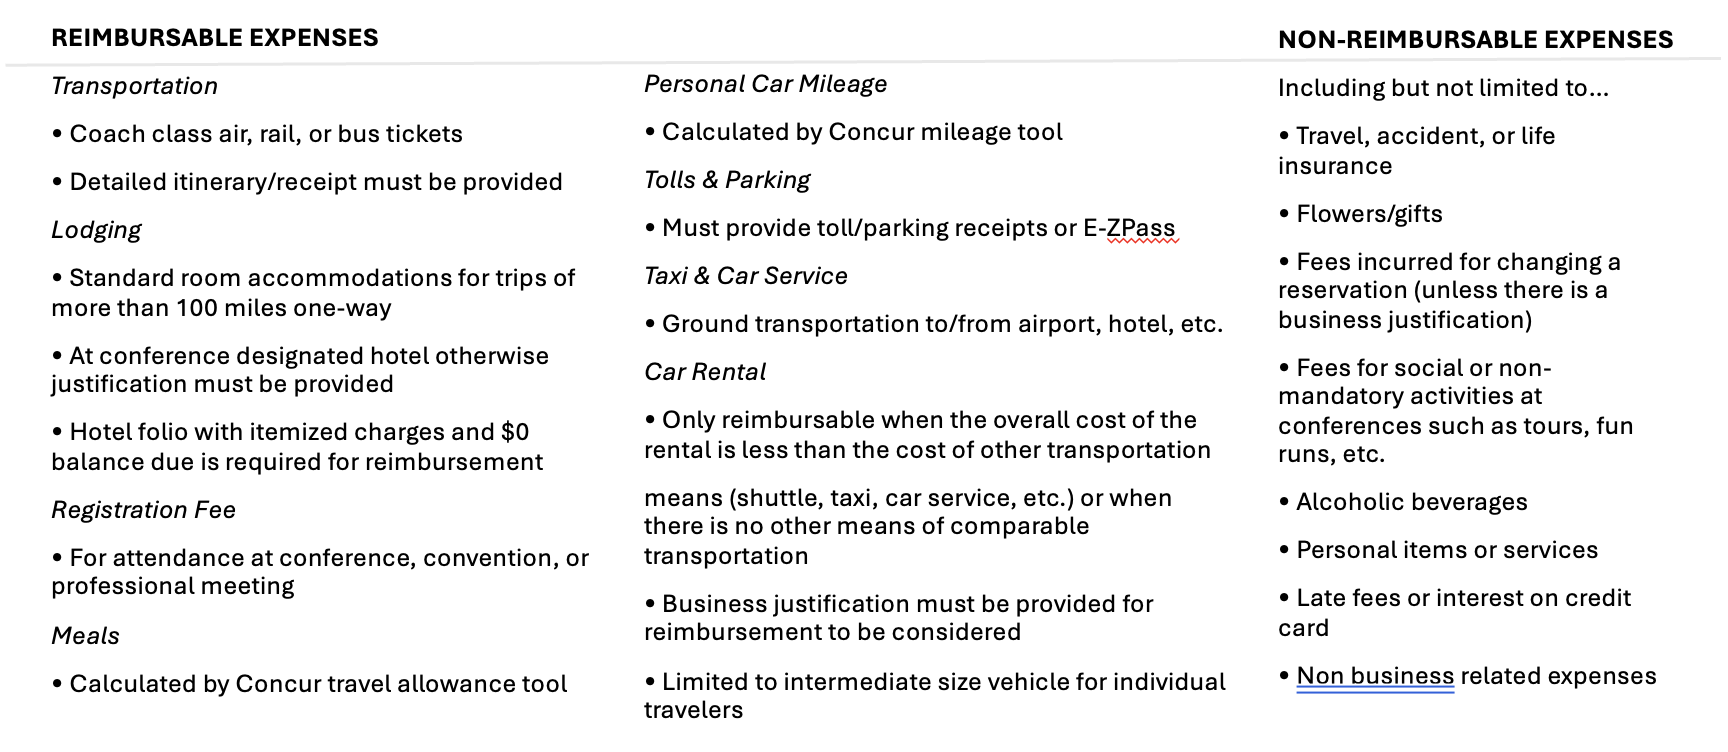 REIMBURSABLE EXPENSES
Transportation
• Coach class air, rail, or bus tickets
• Detailed itinerary/receipt must be provided
Lodging
• Standard room accommodations for trips of
more than 100 miles one-way
• At conference designated hotel otherwise
justification must be provided
• Hotel folio with itemized charges and $0
balance due is required for reimbursement
Registration Fee
• For attendance at conference, convention, or
professional meeting
Meals
• Calculated by Concur travel allowance tool
Personal Car Mileage
• Calculated by Concur mileage tool
Tolls & Parking
• Must provide toll/parking receipts or E-ZPass
Taxi & Car Service
• Ground transportation to/from airport, hotel, etc.
Car Rental
• Only reimbursable when the overall cost of the
rental is less than the cost of other transportation
means (shuttle, taxi, car service, etc.) or when
there is no other means of comparable
transportation
• Business justification must be provided for
reimbursement to be considered
• Limited to intermediate size vehicle for individual
travelers
NON-REIMBURSABLE EXPENSES
Including but not limited to...
• Travel, accident, or life
insurance
• Flowers/gifts
• Fees incurred for changing a
reservation (unless there is a
business justification)
• Fees for social or non-
mandatory activities at
conferences such as tours, fun
runs, etc.
• Alcoholic beverages
• Personal items or services
• Late fees or interest on credit
card
• Non business related expenses